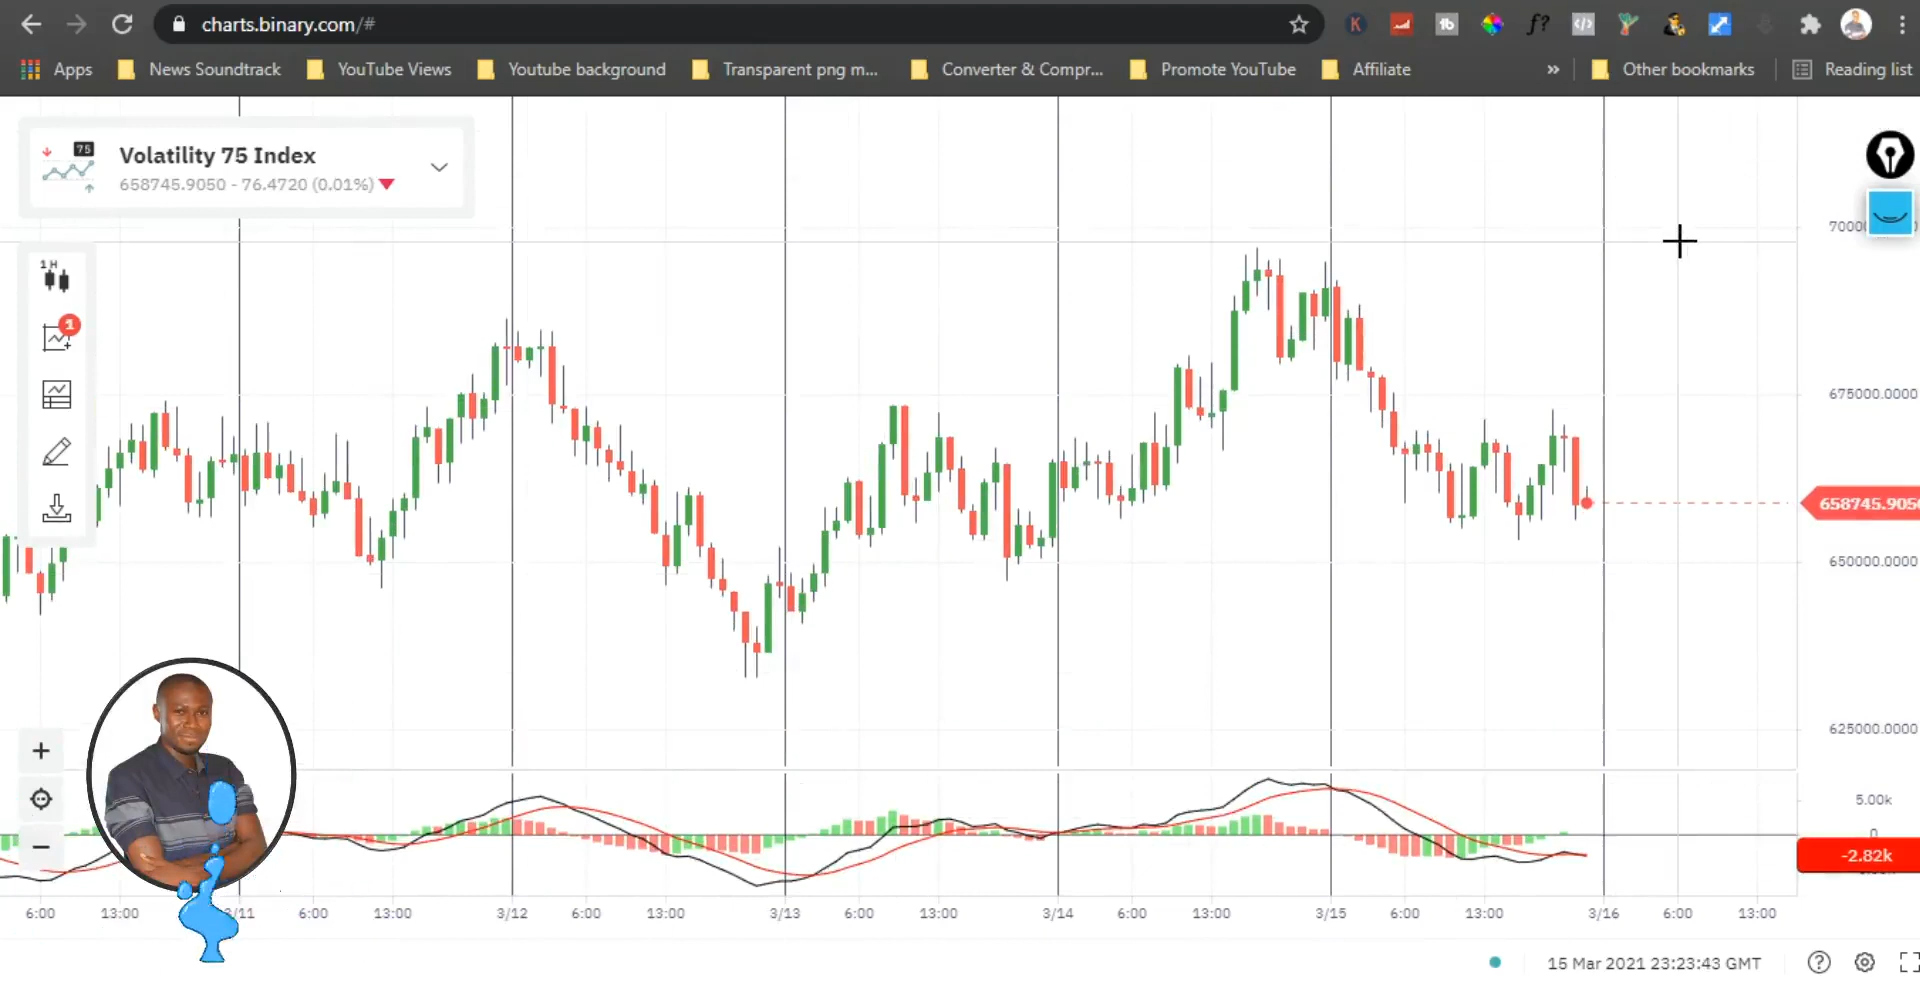 charts.binary.com/#
Apps News Soundtrack YouTube Views Youtube background Transparent png m... Converter & Compr... Promote YouTube Affiliate » Other bookmarks Reading list
75
Volatility 75 Index
658745.9050 - 76.4720 (0.01%)
1H
1
675000.0000
658745.905
650000.0000
625000.0000
5.00k
0
-2.82k
6:00 13:00 3/11 6:00 13:00 3/12 6:00 13:00 3/13 6:00 13:00 3/14 6:00 13:00 3/15 6:00 13:00 3/16 6:00 13:00
15 Mar 2021 23:23:43 GMT